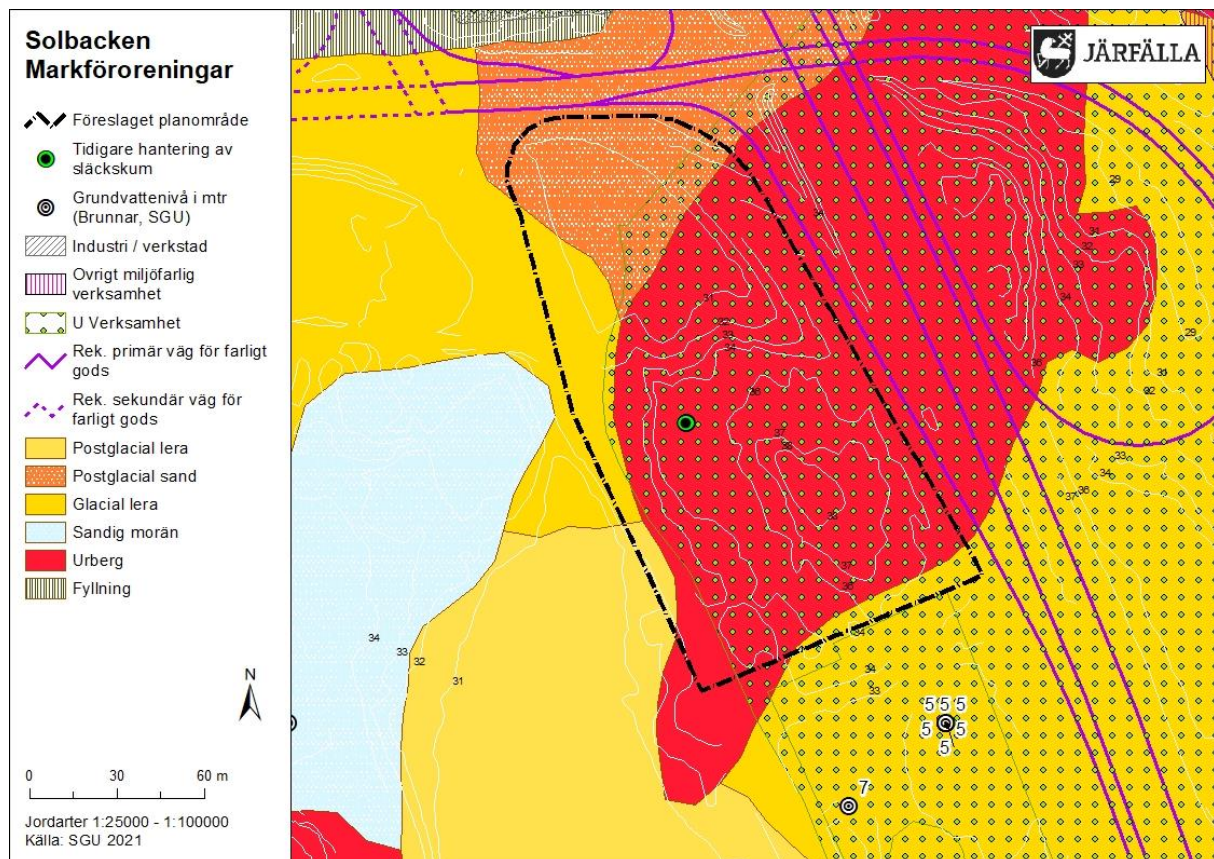 Solbacken
Markföroreningar
Föreslaget planområde
Tidigare hantering av
släckskum
Grundvattenivå i mtr
(Brunnar, SGU)
Industri / verkstad
Ovrigt miljöfarlig
verksamhet
U Verksamhet
Rek. primär väg för farligt
gods
Rek. sekundär väg för
farligt gods
Postglacial lera
Postglacial sand
Glacial lera
Sandig morän
Urberg
Fyllning
N
0 30 60 m
Jordarter 1:25000 - 1:100000
Källa: SGU 2021
JÄRFÄLLA
29
31
32
33
34
29
31
32
31
33
37
33
34
37
37
34
34
33
34
33
32
31
5 5 5
5 5
5
7